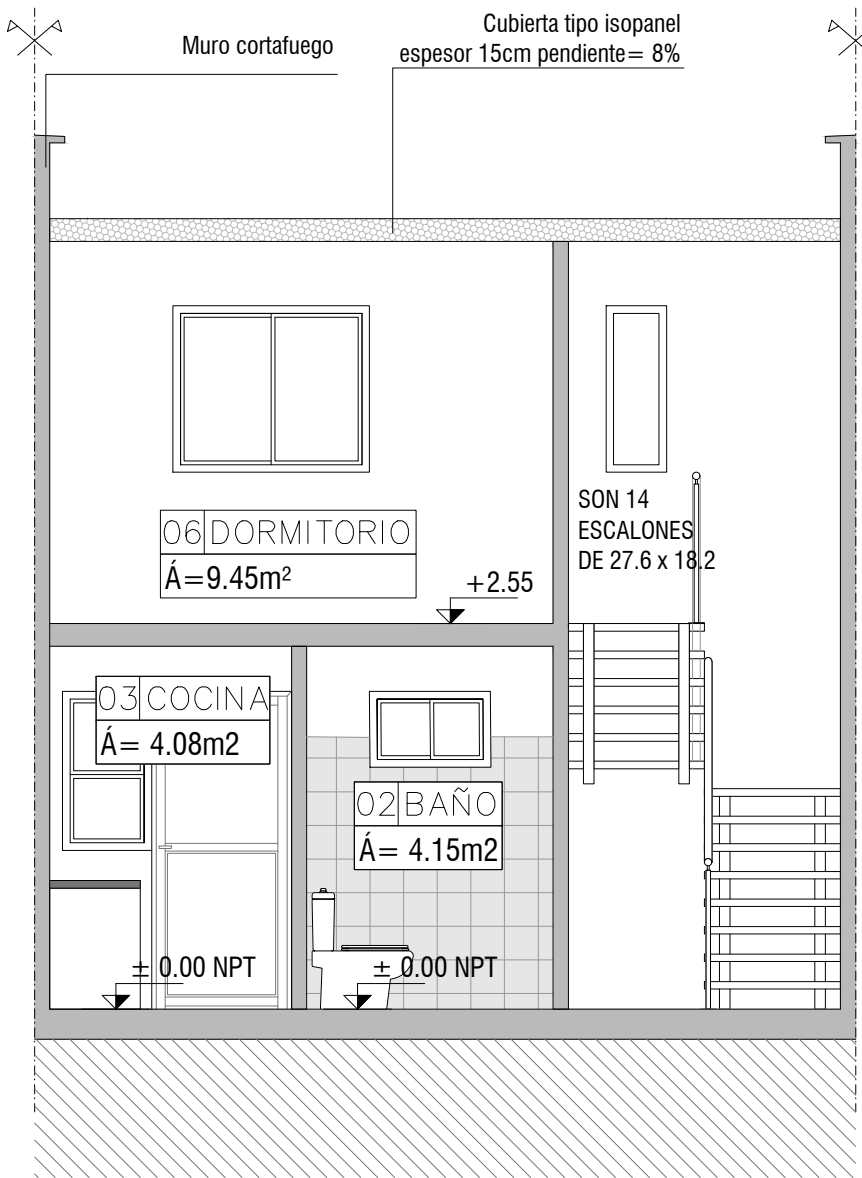 Muro cortafuego
Cubierta tipo isopanel
espesor 15cm pendiente= 8%
SON 14
ESCALONES
DE 27.6 x 18.2
06 DORMITORIO
Á=9.45m²
+2.55
03 COCINA
Á= 4.08m2
02 BAÑO
Á= 4.15m2
± 0.00 NPT
± 0.00 NPT